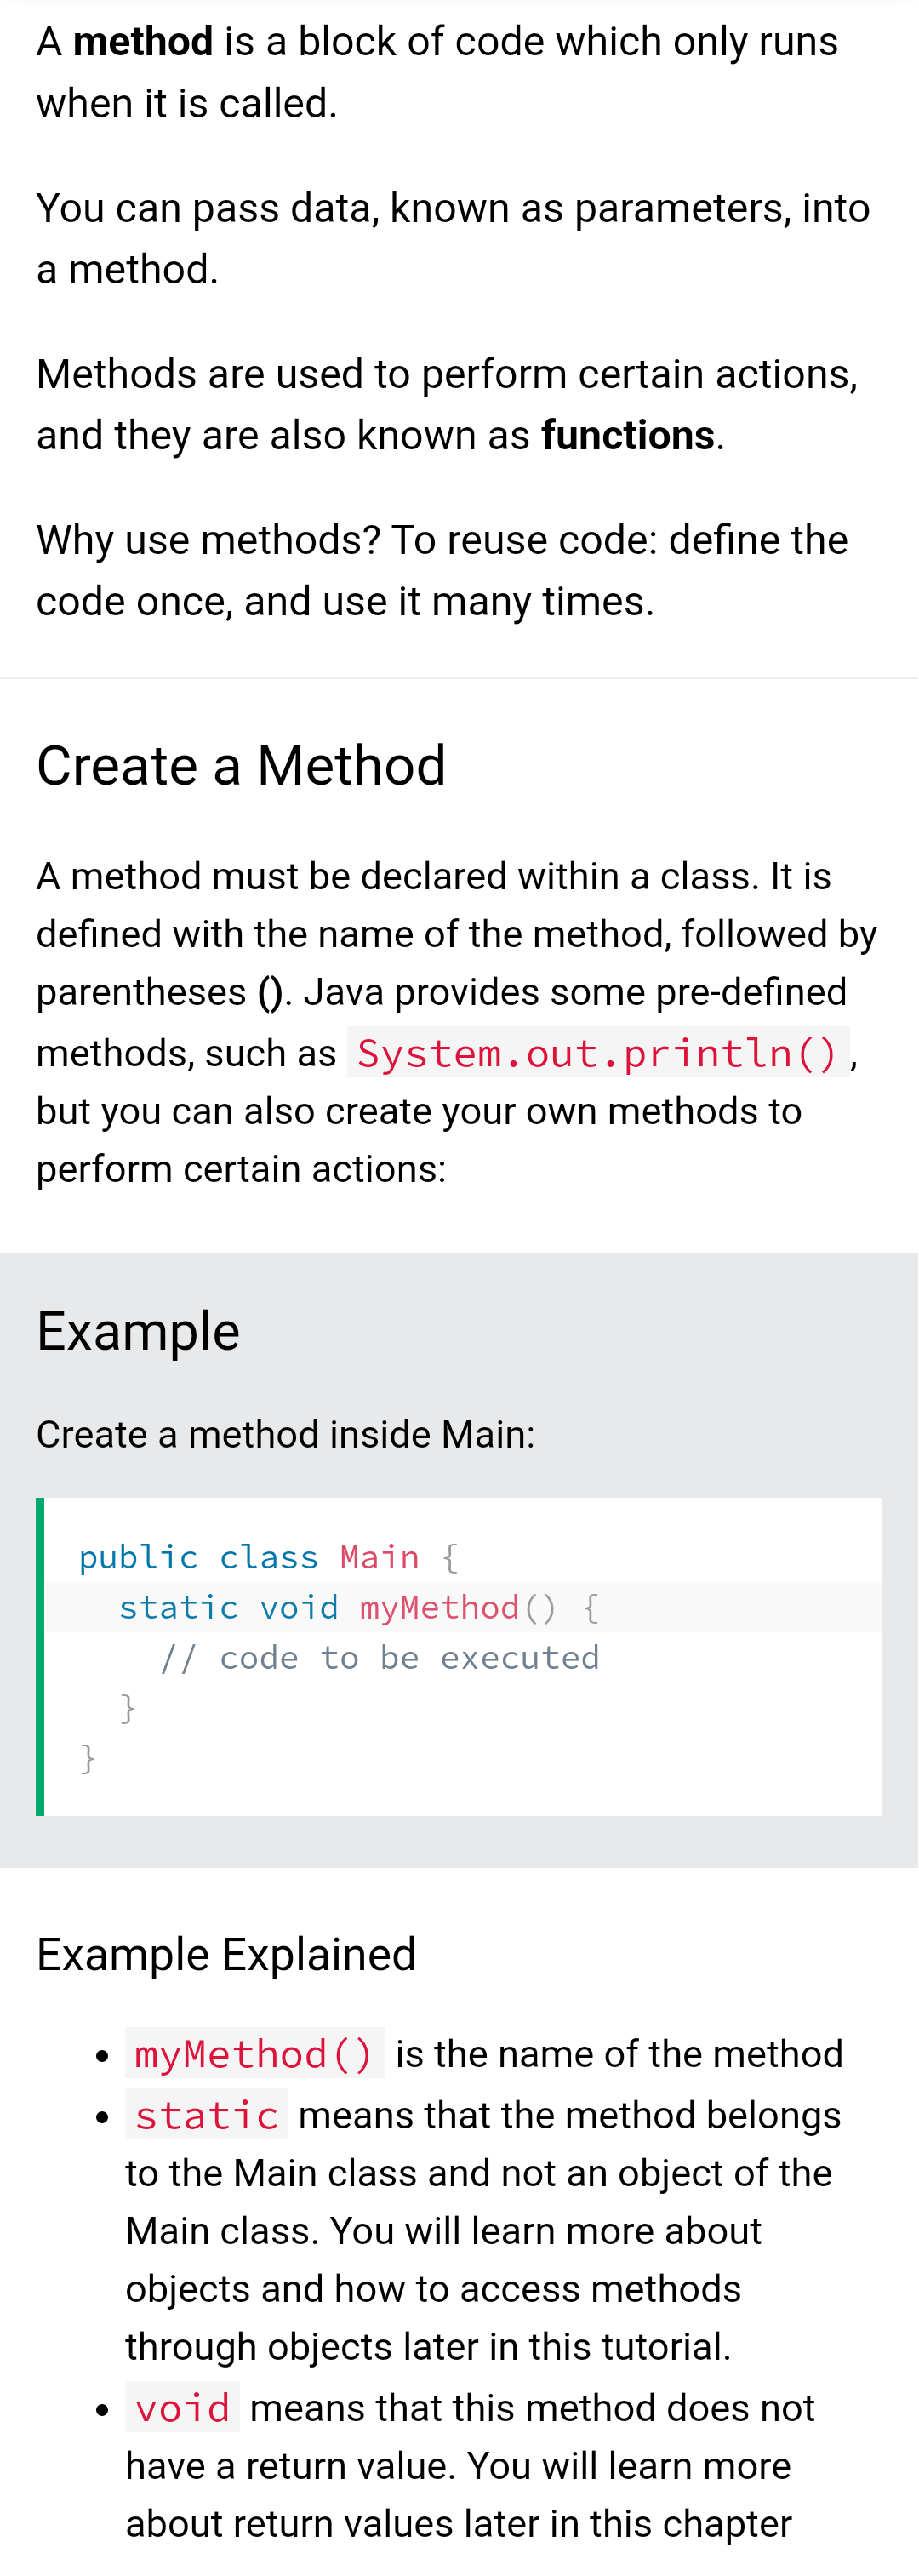 A method is a block of code which only runs
when it is called.
You can pass data, known as parameters, into
a method.
Methods are used to perform certain actions,
and they are also known as functions.
Why use methods? To reuse code: define the
code once, and use it many times.
Create a Method
A method must be declared within a class. It is
defined with the name of the method, followed by
parentheses (). Java provides some pre-defined
methods, such as System.out.println(),
but you can also create your own methods to
perform certain actions:
Example
Create a method inside Main:
public class Main {
  static void myMethod() {
    // code to be executed
  }
}
Example Explained
• myMethod() is the name of the method
• static means that the method belongs
to the Main class and not an object of the
Main class. You will learn more about
objects and how to access methods
through objects later in this tutorial.
• void means that this method does not
have a return value. You will learn more
about return values later in this chapter